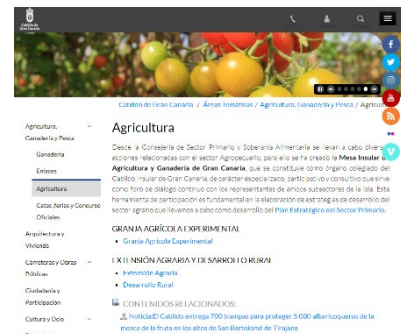 Cabildo de
Gran Canaria
Cabildo de Gran Canaria / Áreas Temáticas / Agricultura, Ganadería y Pesca / Agricultura
Agricultura,
Ganadería y Pesca
Ganadería
Enlaces
Agricultura
Catas, Ferias y Concursos
Oficiales
Arquitectura y
Vivienda
Carreteras y Obras
Públicas
Ciudadanía y
Participación
Cultura y Ocio
Agricultura
Desde la Consejería de Sector Primario y Soberanía Alimentaria se llevan a cabo diversas
acciones relacionadas con el sector Agropecuario, para ello se ha creado la Mesa Insular de
Agricultura y Ganadería de Gran Canaria, que se constituye como órgano colegiado del
Cabildo Insular de Gran Canaria, de carácter especializado, participativo y consultivo que sirve
como foro de diálogo continuo con los representantes de ambos subsectores de la isla. Esta
herramienta de participación es fundamental en la elaboración de estrategias de desarrollo del
sector agrario que llevamos a cabo como desarrollo del Plan Estratégico del Sector Primario.
GRANJA AGRÍCOLA EXPERIMENTAL
• Granja Agrícola Experimental
EXTENSIÓN AGRARIA Y DESARROLLO RURAL
• Extensión Agraria
• Desarrollo Rural
CONTENIDOS RELACIONADOS:
Noticia:El Cabildo entrega 700 trampas para proteger 5.000 albaricoqueros de la
mosca de la fruta en los altos de San Bartolomé de Tirajana